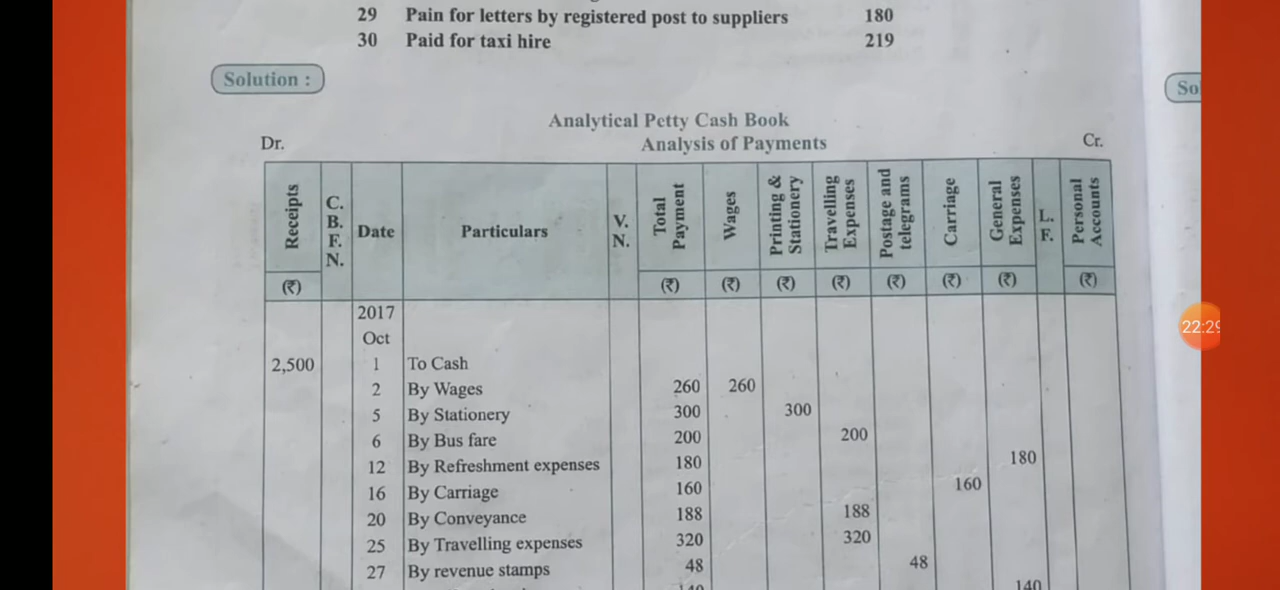 29 Pain for letters by registered post to suppliers 180
30 Paid for taxi hire 219
Solution :
So
Analytical Petty Cash Book
Dr. Analysis of Payments Cr.
Receipts C. B. F. N. Date Particulars V. N. Total Payment Wages Printing & Stationery Travelling Expenses Postage and telegrams Carriage General Expenses L. F. Personal Accounts
(₹) (₹) (₹) (₹) (₹) (₹) (₹) (₹) (₹)
2017
Oct
2,500 1 To Cash
2 By Wages 260 260
5 By Stationery 300 300
6 By Bus fare 200 200
12 By Refreshment expenses 180 180
16 By Carriage 160 160
20 By Conveyance 188 188
25 By Travelling expenses 320 320
27 By revenue stamps 48 48
140 140
22:29